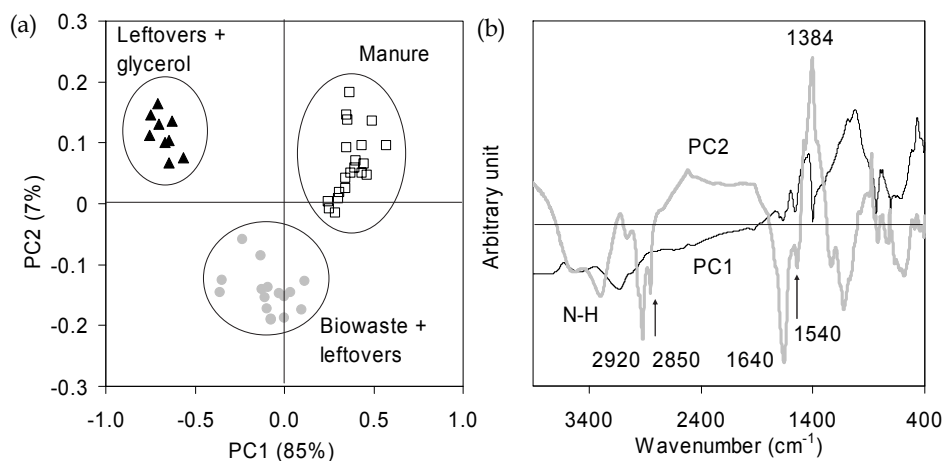 (a)
0.3
0.2
0.1
0
-0.1
-0.2
-0.3
PC2 (7%)
Leftovers +
glycerol
Manure
Biowaste +
leftovers
-1.0 -0.5 0.0 0.5 1.0
PC1 (85%)
(b)
1384
PC2
PC1
Arbitrary unit
N-H
1540
2920 2850 1640
3400 2400 1400 400
Wavenumber (cm⁻¹)